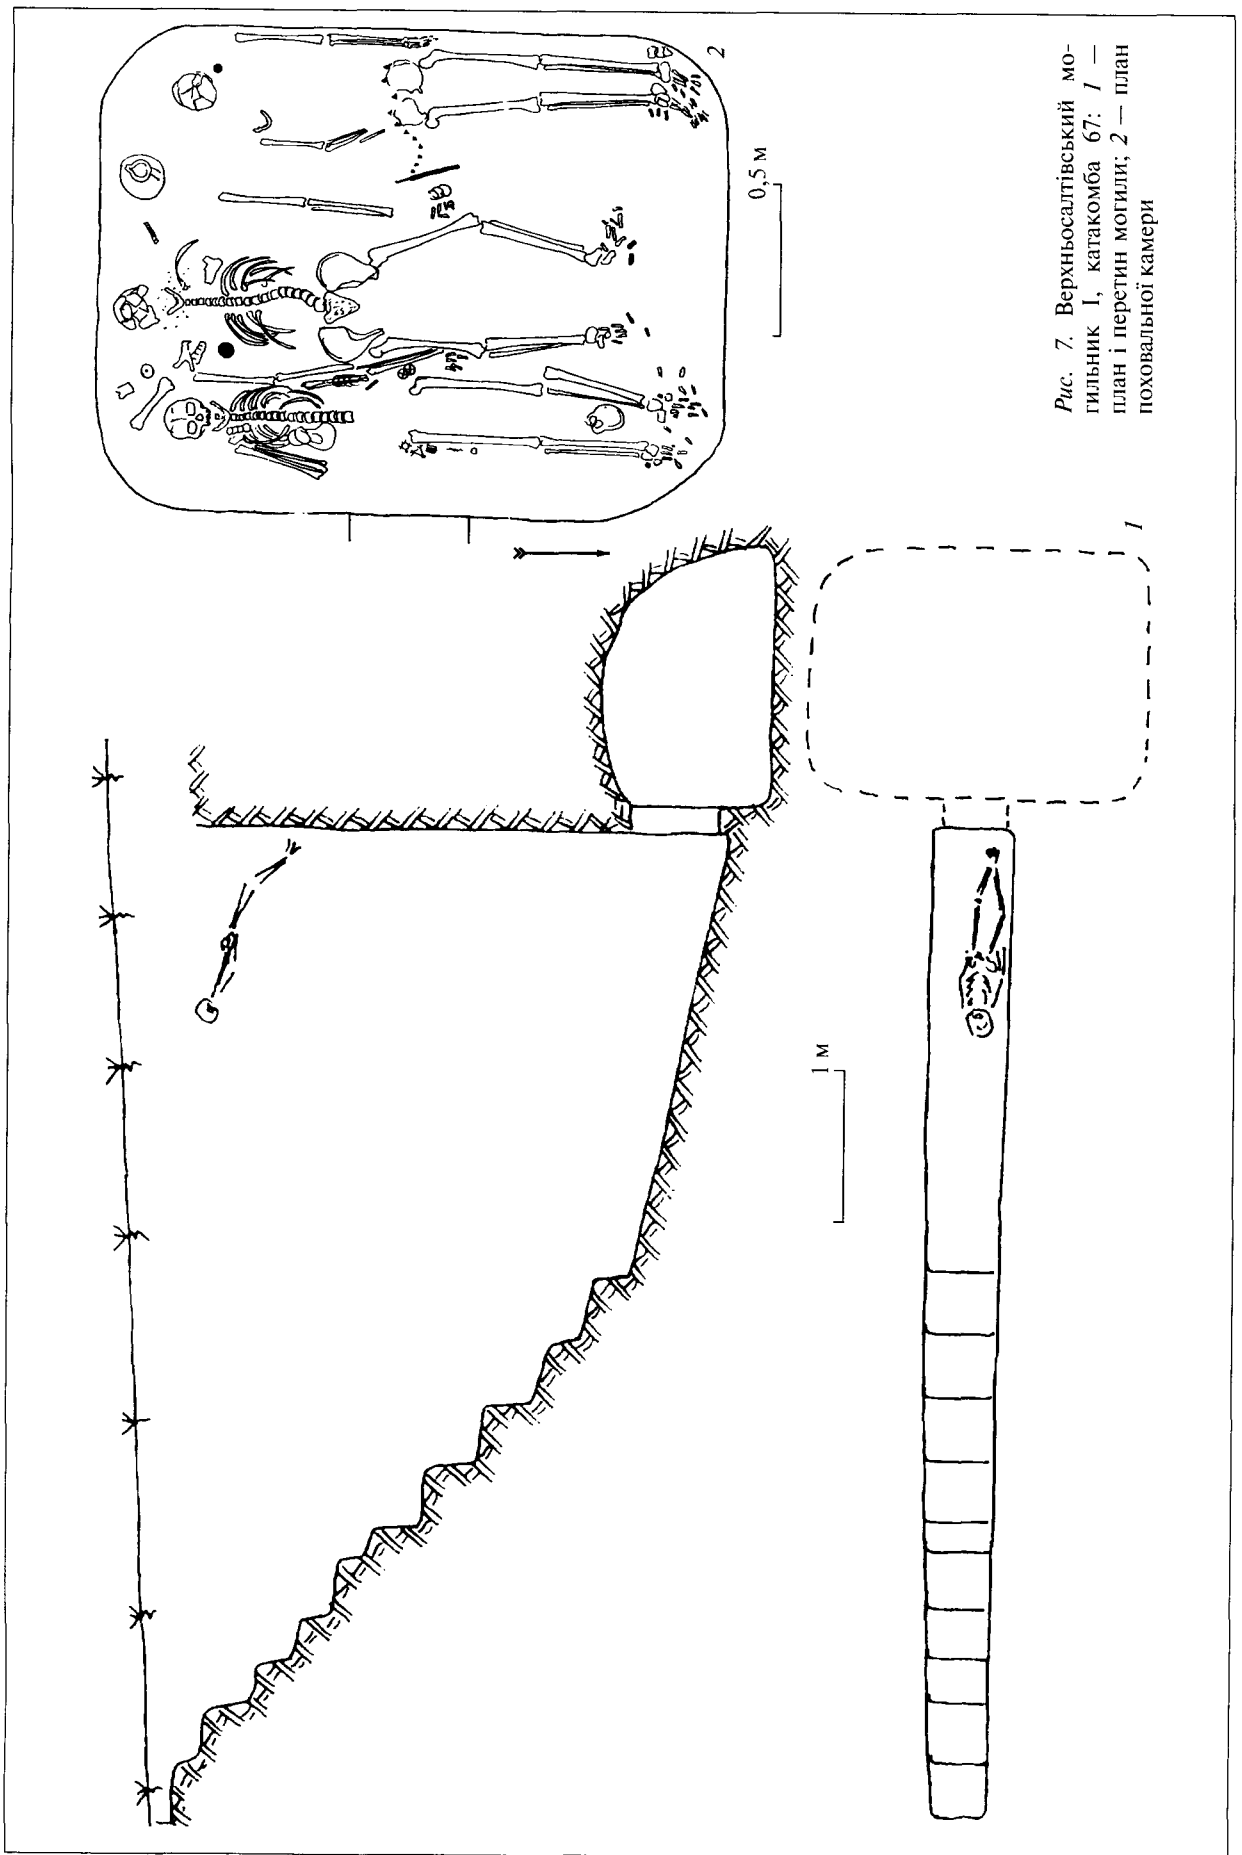 2
0,5 м
1
1 м
Рис. 7. Верхньосалтівський мо-
гильник I, катакомба 67: 1 —
план і перетин могили; 2 — план
поховальної камери